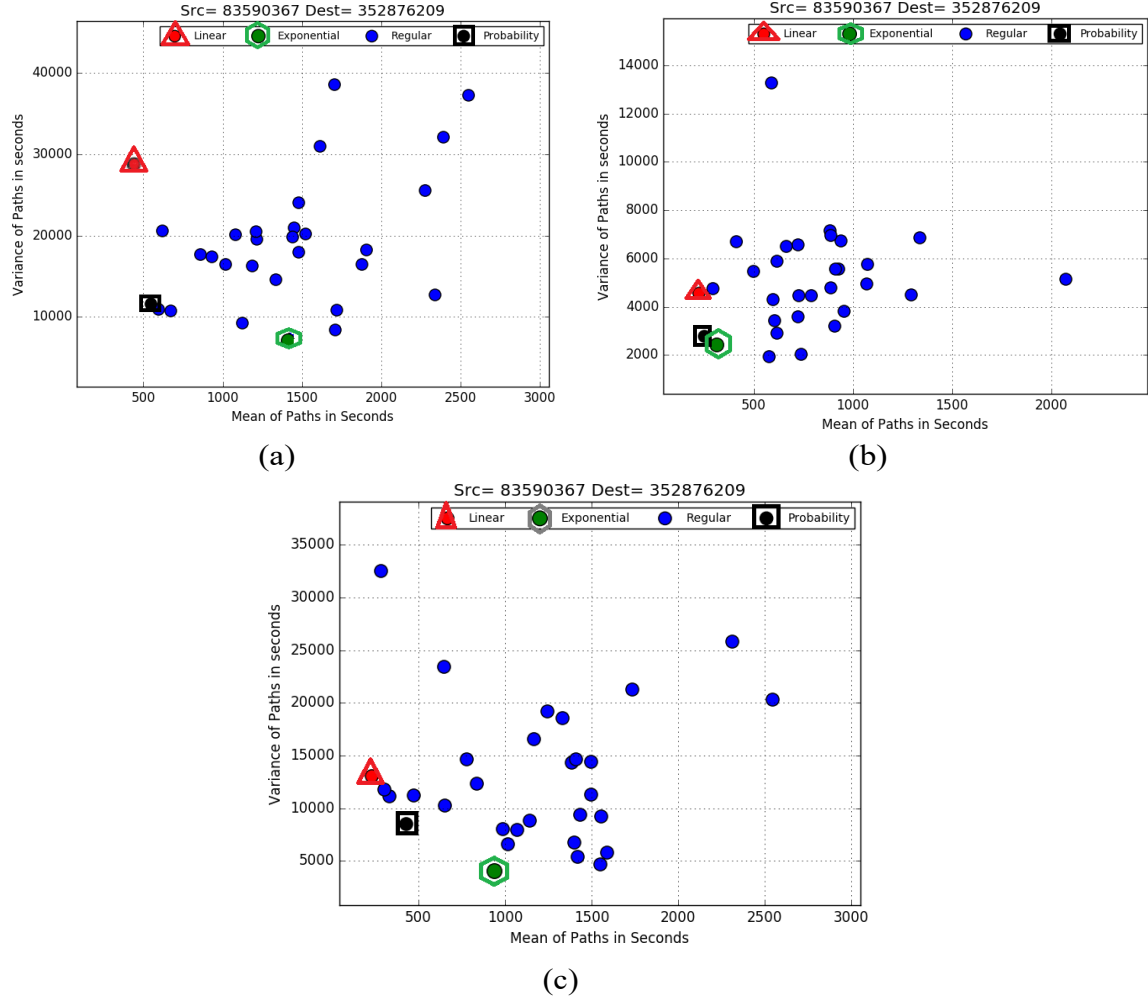 Src= 83590367 Dest= 352876209
Linear Exponential Regular Probability
Variance of Paths in seconds
40000
30000
20000
10000
500 1000 1500 2000 2500 3000
Mean of Paths in Seconds
(a)
Src= 83590367 Dest= 352876209
Linear Exponential Regular Probability
Variance of Paths in seconds
14000
12000
10000
8000
6000
4000
2000
500 1000 1500 2000
Mean of Paths in Seconds
(b)
Src= 83590367 Dest= 352876209
Linear Exponential Regular Probability
Variance of Paths in seconds
35000
30000
25000
20000
15000
10000
5000
500 1000 1500 2000 2500 3000
Mean of Paths in Seconds
(c)